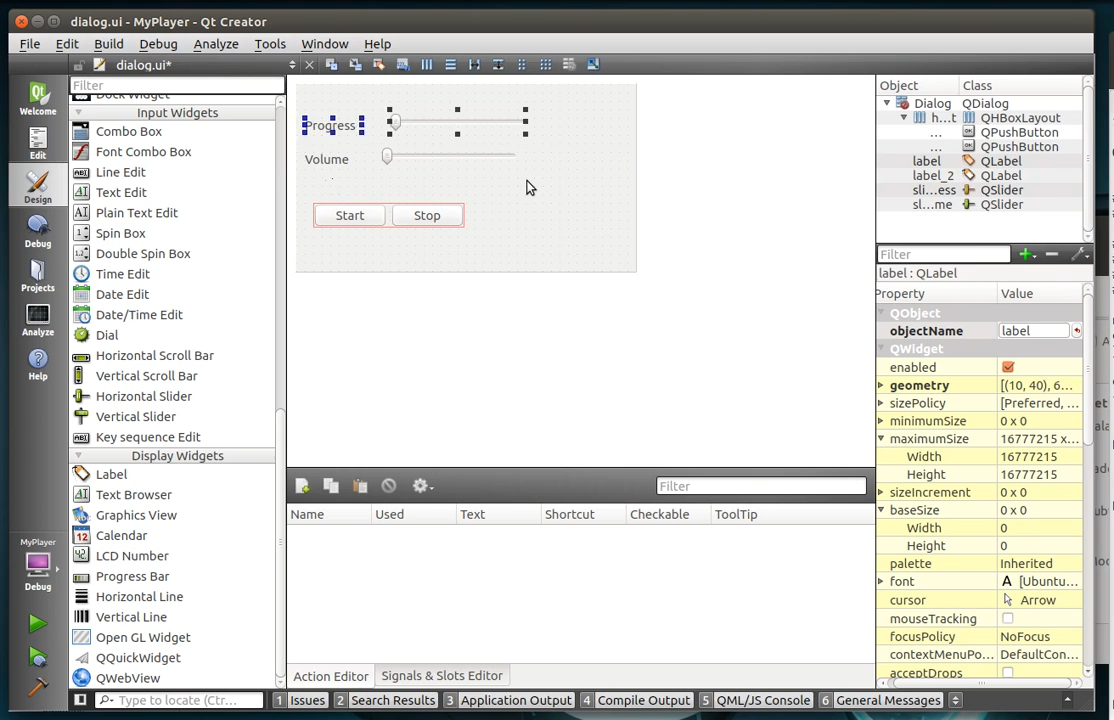 dialog.ui - MyPlayer - Qt Creator
File Edit Build Debug Analyze Tools Window Help
dialog.ui*
Filter
Welcome
Edit
Design
Debug
Projects
Analyze
Help
MyPlayer
Debug
Input Widgets
Combo Box
Font Combo Box
Line Edit
Text Edit
Plain Text Edit
Spin Box
Double Spin Box
Time Edit
Date Edit
Date/Time Edit
Dial
Horizontal Scroll Bar
Vertical Scroll Bar
Horizontal Slider
Vertical Slider
Key sequence Edit
Display Widgets
Label
Text Browser
Graphics View
Calendar
LCD Number
Progress Bar
Horizontal Line
Vertical Line
Open GL Widget
QQuickWidget
QWebView
Progress
Volume
Start Stop
Filter
Name Used Text Shortcut Checkable ToolTip
Action Editor Signals & Slots Editor
Object Class
Dialog QDialog
h...t QHBoxLayout
... QPushButton
... QPushButton
label QLabel
label_2 QLabel
sli...ess QSlider
sl...me QSlider
Filter
label : QLabel
Property Value
QObject
objectName label
QWidget
enabled
geometry [(10, 40), 6...
sizePolicy [Preferred, ...
minimumSize 0 x 0
maximumSize 16777215 x...
Width 16777215
Height 16777215
sizeIncrement 0 x 0
baseSize 0 x 0
Width 0
Height 0
palette Inherited
font A [Ubuntu...
cursor Arrow
mouseTracking
focusPolicy NoFocus
contextMenuPo... DefaultCon...
acceptDrops
Type to locate (Ctr... 1 Issues 2 Search Results 3 Application Output 4 Compile Output 5 QML/JS Console 6 General Messages